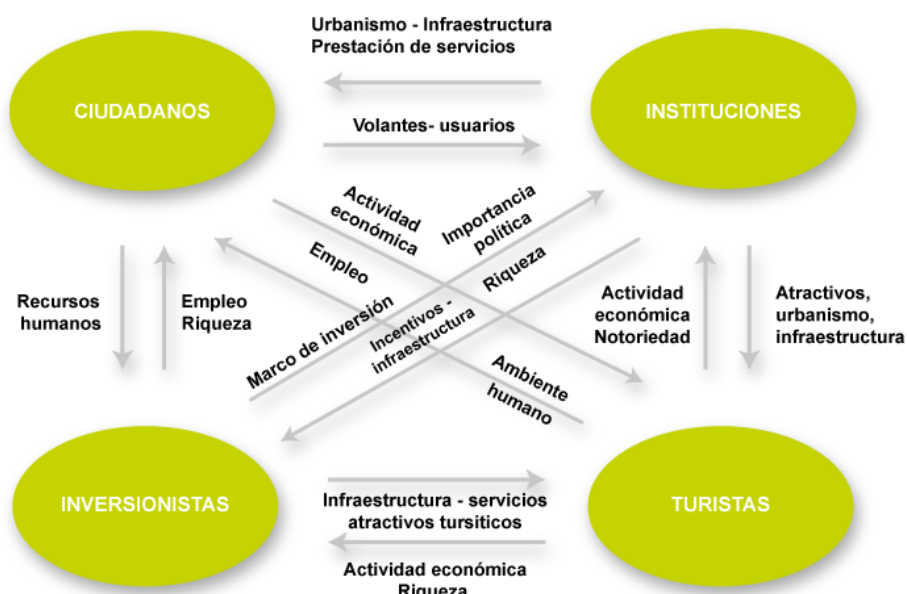 Urbanismo - Infraestructura
Prestación de servicios
CIUDADANOS
INSTITUCIONES
Volantes- usuarios
Actividad
económica
Importancia
política
Empleo
Riqueza
Recursos
humanos
Empleo
Riqueza
Marco de inversión
Incentivos -
infraestructura
Actividad
económica
Notoriedad
Atractivos,
urbanismo,
infraestructura
Ambiente
humano
INVERSIONISTAS
TURISTAS
Infraestructura - servicios
atractivos tursiticos
Actividad económica
Riqueza